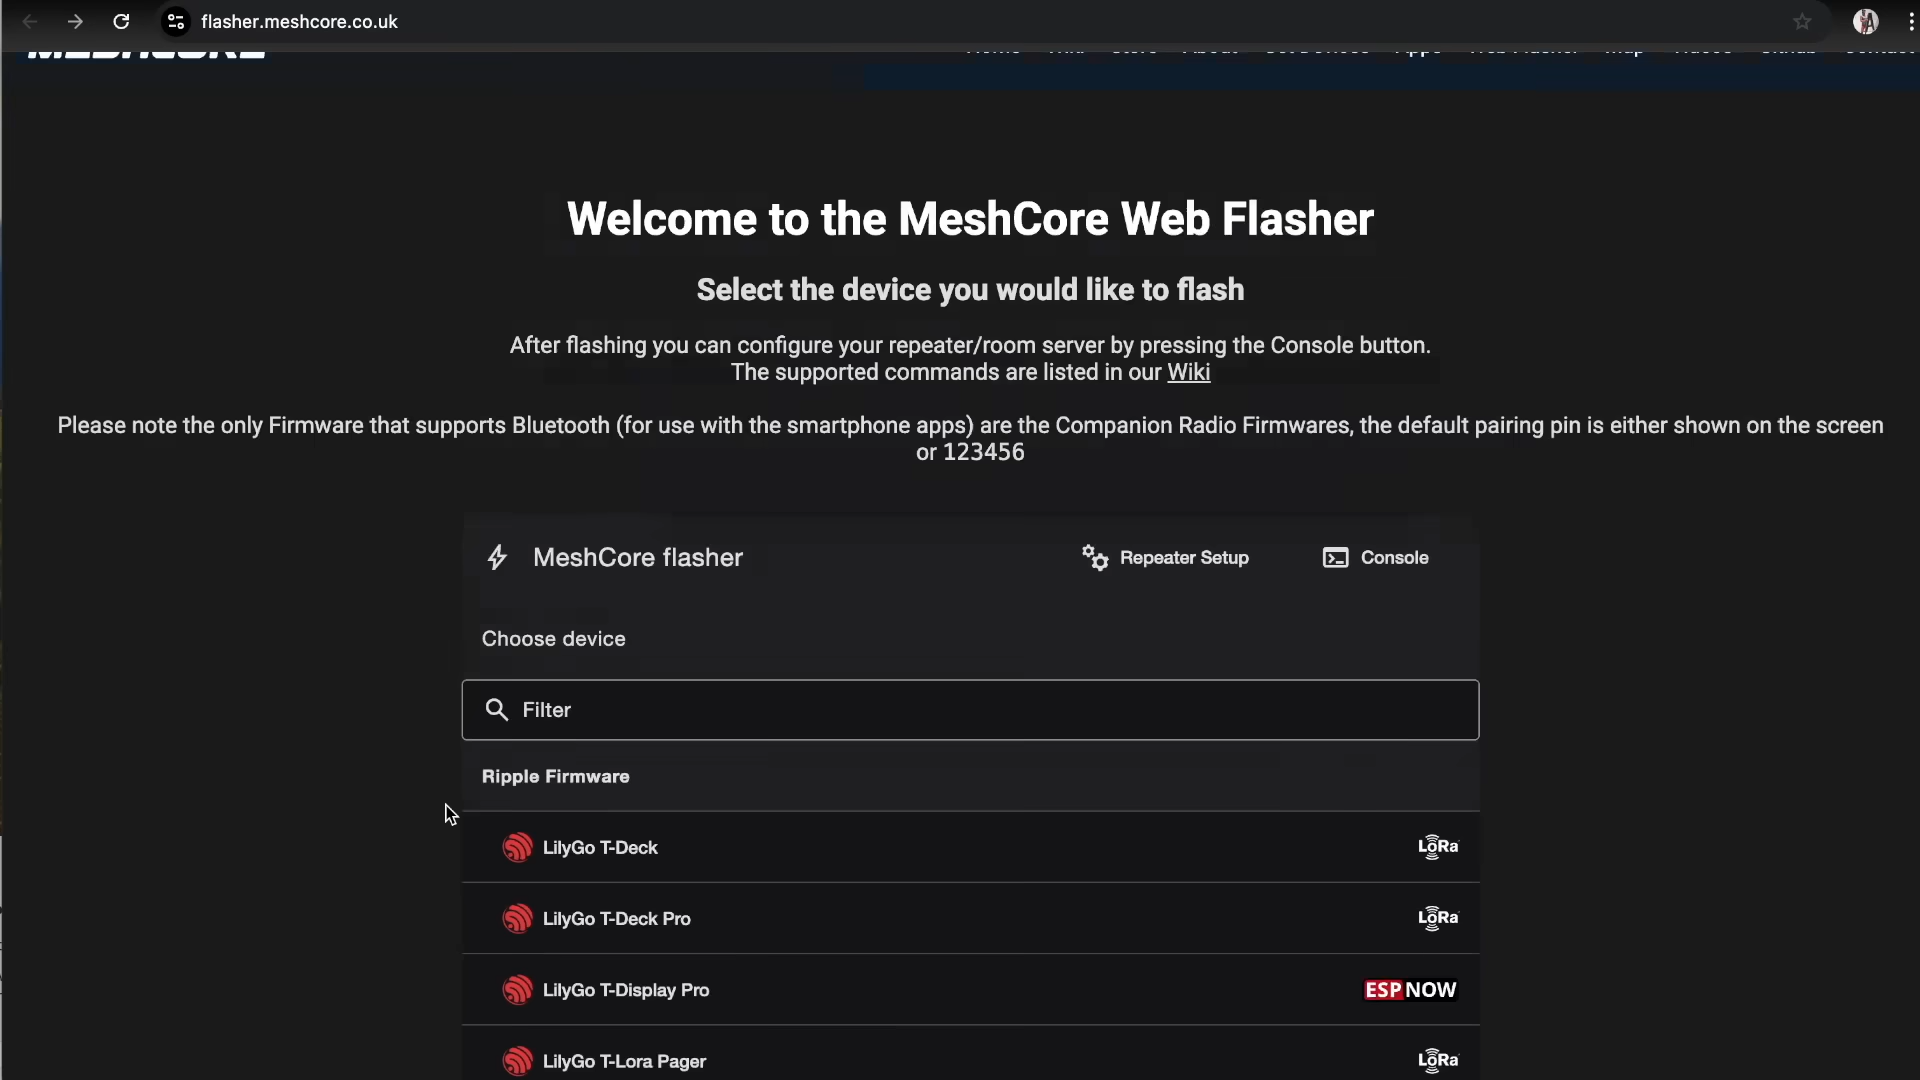 flasher.meshcore.co.uk
Welcome to the MeshCore Web Flasher
Select the device you would like to flash
After flashing you can configure your repeater/room server by pressing the Console button.
The supported commands are listed in our Wiki
Please note the only Firmware that supports Bluetooth (for use with the smartphone apps) are the Companion Radio Firmwares, the default pairing pin is either shown on the screen
or 123456
MeshCore flasher
Repeater Setup
Console
Choose device
Filter
Ripple Firmware
LilyGo T-Deck
LoRa
LilyGo T-Deck Pro
LoRa
LilyGo T-Display Pro
ESP NOW
LilyGo T-Lora Pager
LoRa